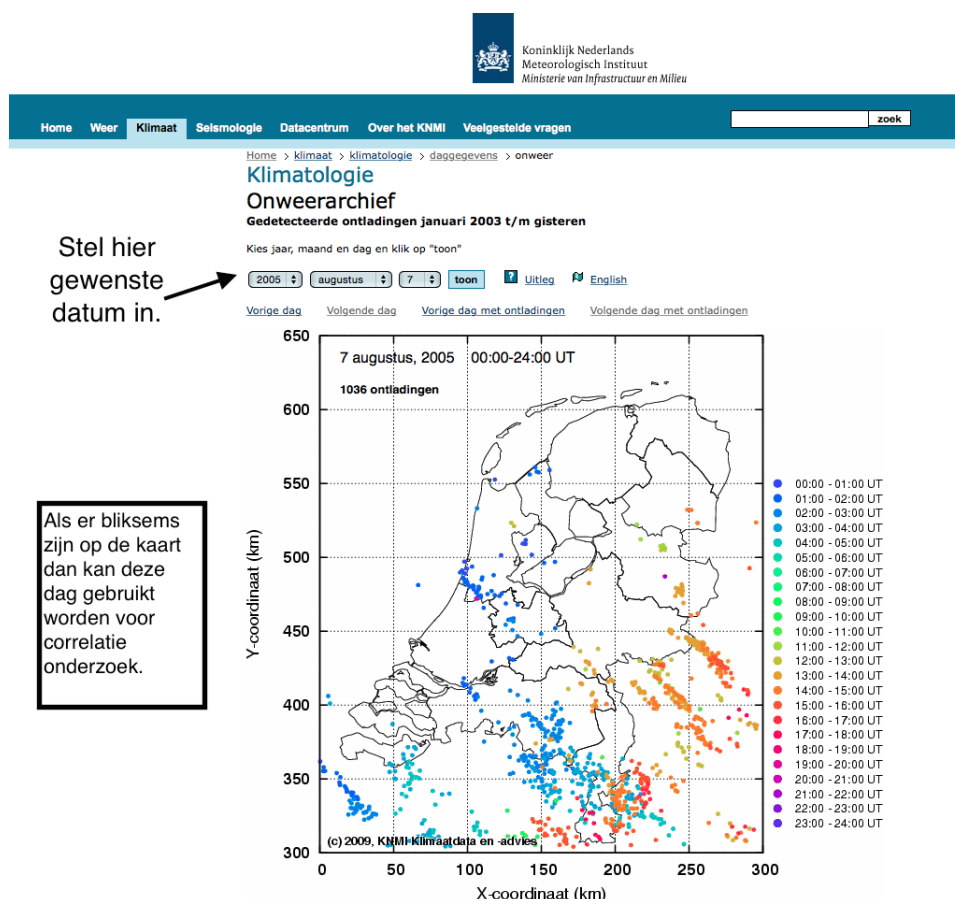 Koninklijk Nederlands
Meteorologisch Instituut
Ministerie van Infrastructuur en Milieu
Home Weer Klimaat Seismologie Datacentrum Over het KNMI Veelgestelde vragen zoek
Home > klimaat > klimatologie > daggegevens > onweer
Klimatologie
Onweerarchief
Gedetecteerde ontladingen januari 2003 t/m gisteren
Kies jaar, maand en dag en klik op "toon"
Stel hier
gewenste
datum in.
2005 augustus 7 toon ? Uitleg English
Vorige dag Volgende dag Vorige dag met ontladingen Volgende dag met ontladingen
7 augustus, 2005 00:00-24:00 UT
1036 ontladingen
Y-coordinaat (km)
650
600
550
500
450
400
350
300
Als er bliksems
zijn op de kaart
dan kan deze
dag gebruikt
worden voor
correlatie
onderzoek.
00:00 - 01:00 UT
01:00 - 02:00 UT
02:00 - 03:00 UT
03:00 - 04:00 UT
04:00 - 05:00 UT
05:00 - 06:00 UT
06:00 - 07:00 UT
07:00 - 08:00 UT
08:00 - 09:00 UT
09:00 - 10:00 UT
10:00 - 11:00 UT
11:00 - 12:00 UT
12:00 - 13:00 UT
13:00 - 14:00 UT
14:00 - 15:00 UT
15:00 - 16:00 UT
16:00 - 17:00 UT
17:00 - 18:00 UT
18:00 - 19:00 UT
19:00 - 20:00 UT
20:00 - 21:00 UT
21:00 - 22:00 UT
22:00 - 23:00 UT
23:00 - 24:00 UT
(c) 2009, KNMI Klimaatdata en -advies
0 50 100 150 200 250 300
X-coordinaat (km)